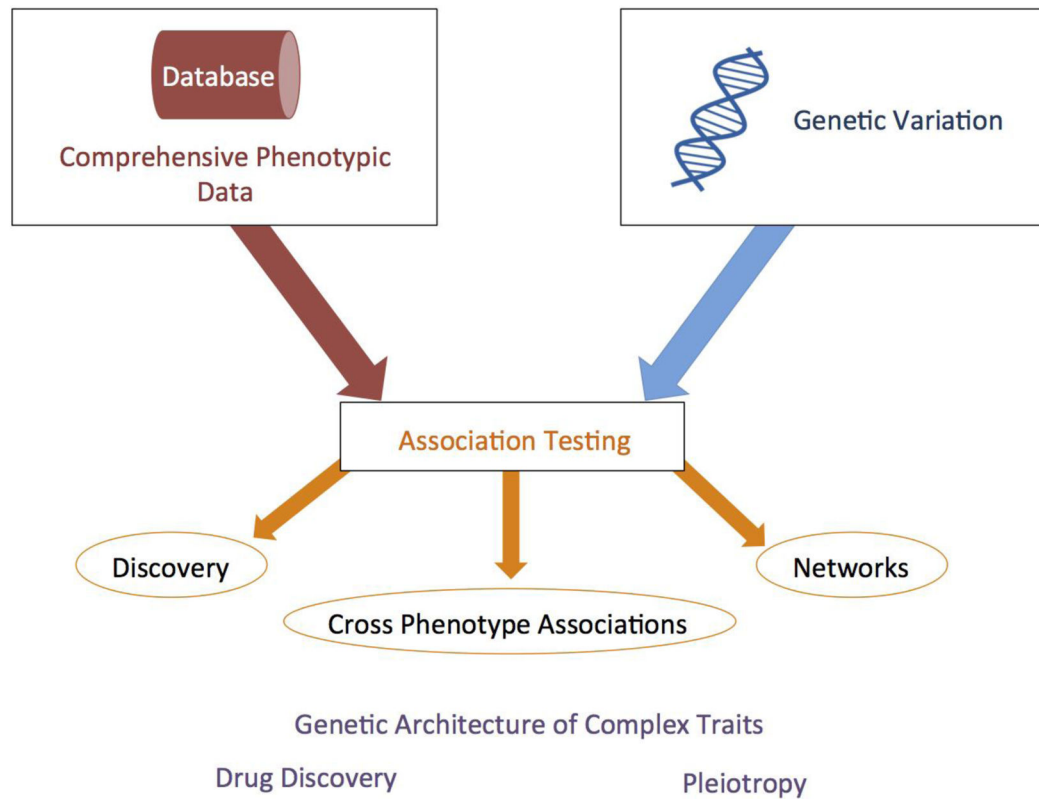 Database
Comprehensive Phenotypic
Data
Genetic Variation
Association Testing
Discovery
Networks
Cross Phenotype Associations
Genetic Architecture of Complex Traits
Drug Discovery
Pleiotropy